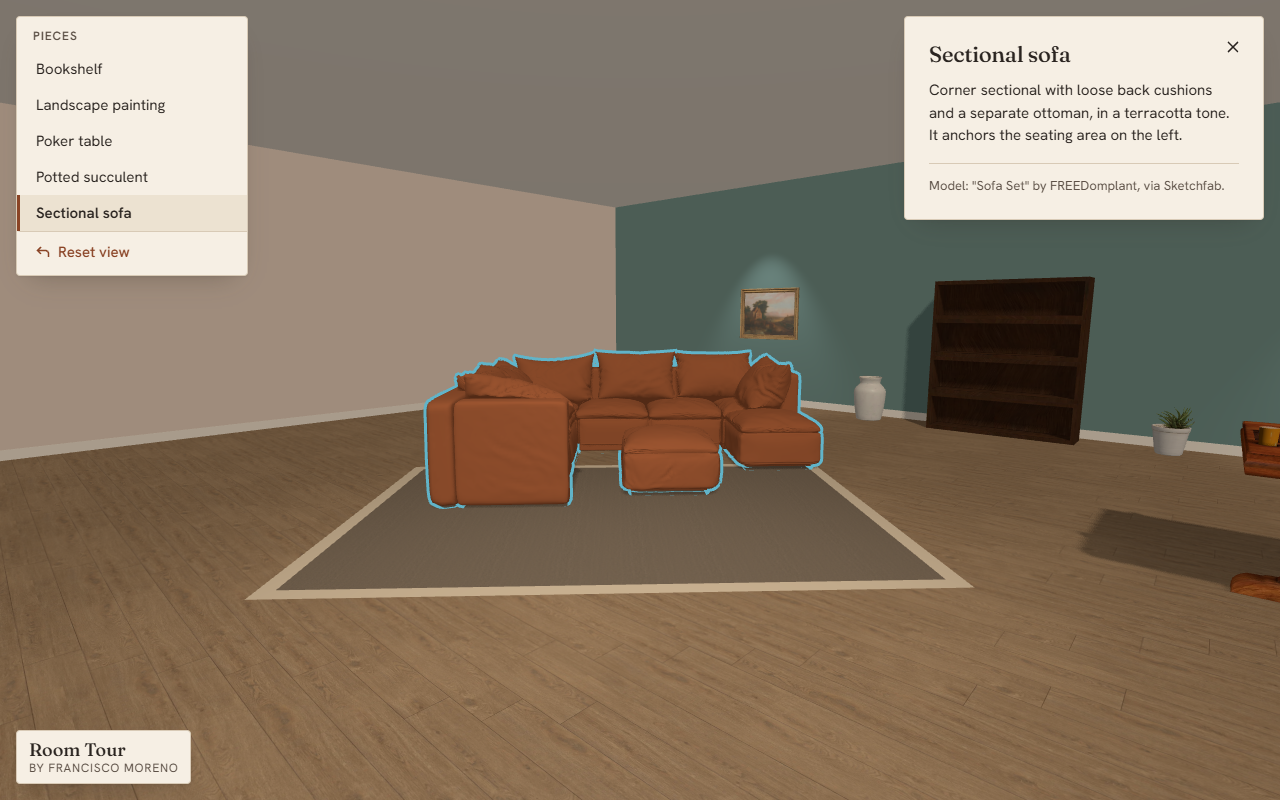 PIECES
Bookshelf
Landscape painting
Poker table
Potted succulent
Sectional sofa
Reset view
Sectional sofa
Corner sectional with loose back cushions
and a separate ottoman, in a terracotta tone.
It anchors the seating area on the left.
Model: "Sofa Set" by FREEDomplant, via Sketchfab.
Room Tour
BY FRANCISCO MORENO